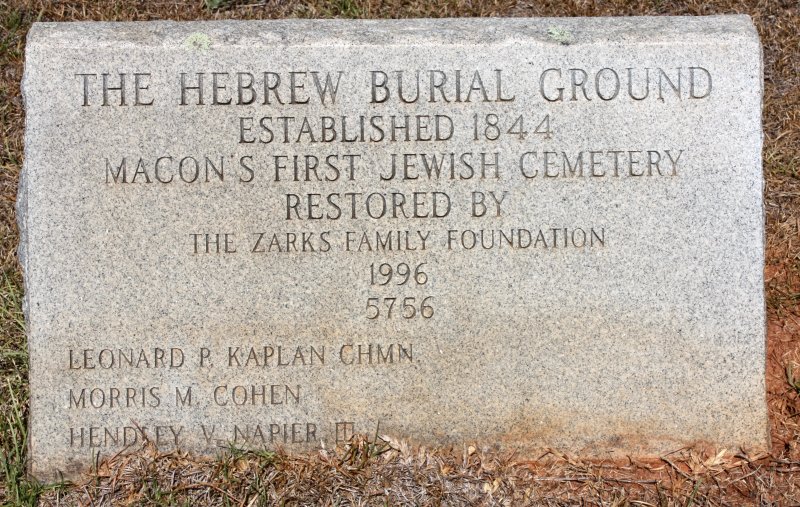 THE HEBREW BURIAL GROUND
ESTABLISHED 1844
MACON'S FIRST JEWISH CEMETERY
RESTORED BY
THE ZARKS FAMILY FOUNDATION
1996
5756
LEONARD P. KAPLAN CHMN.
MORRIS M. COHEN
HENDLEY V. NAPIER III